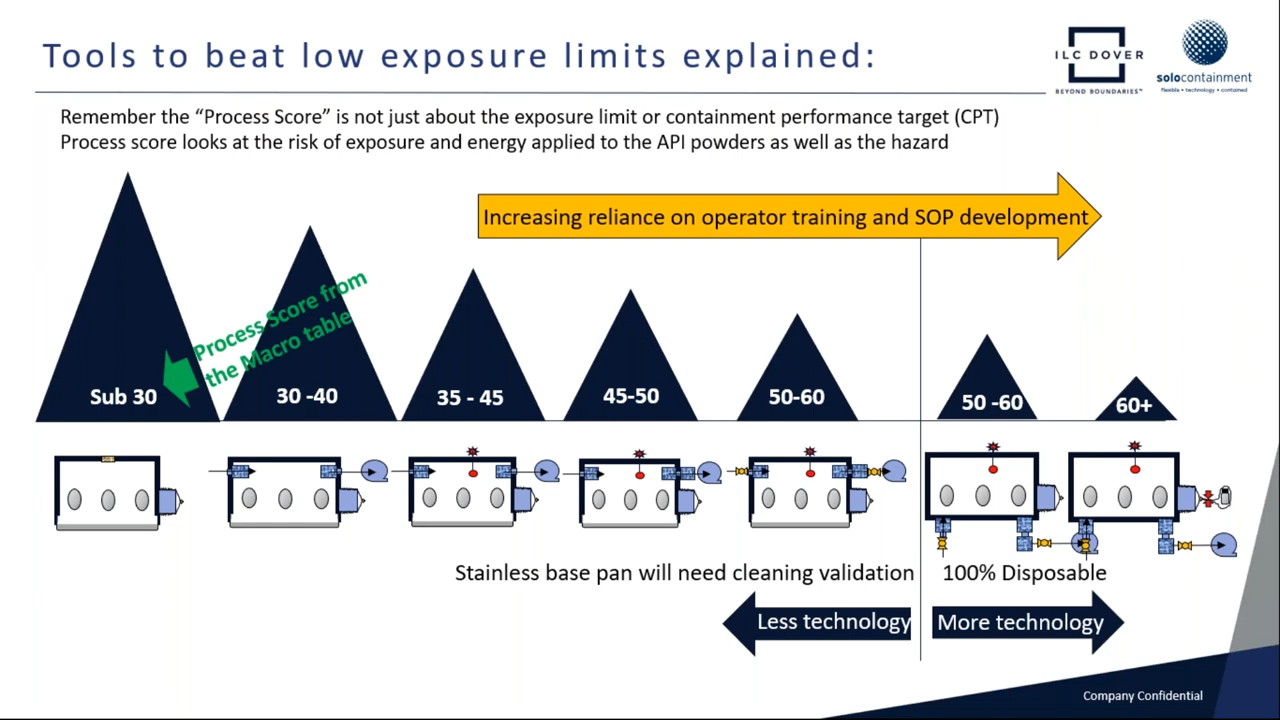 Tools to beat low exposure limits explained:
ILC DOVER
BEYOND BOUNDARIES™
solocontainment
flexible • technology • contained
Remember the “Process Score” is not just about the exposure limit or containment performance target (CPT)
Process score looks at the risk of exposure and energy applied to the API powders as well as the hazard
Increasing reliance on operator training and SOP development
Process Score from
the Macro table
Sub 30
30 -40
35 - 45
45-50
50-60
50 -60
60+
Stainless base pan will need cleaning validation
100% Disposable
Less technology
More technology
Company Confidential